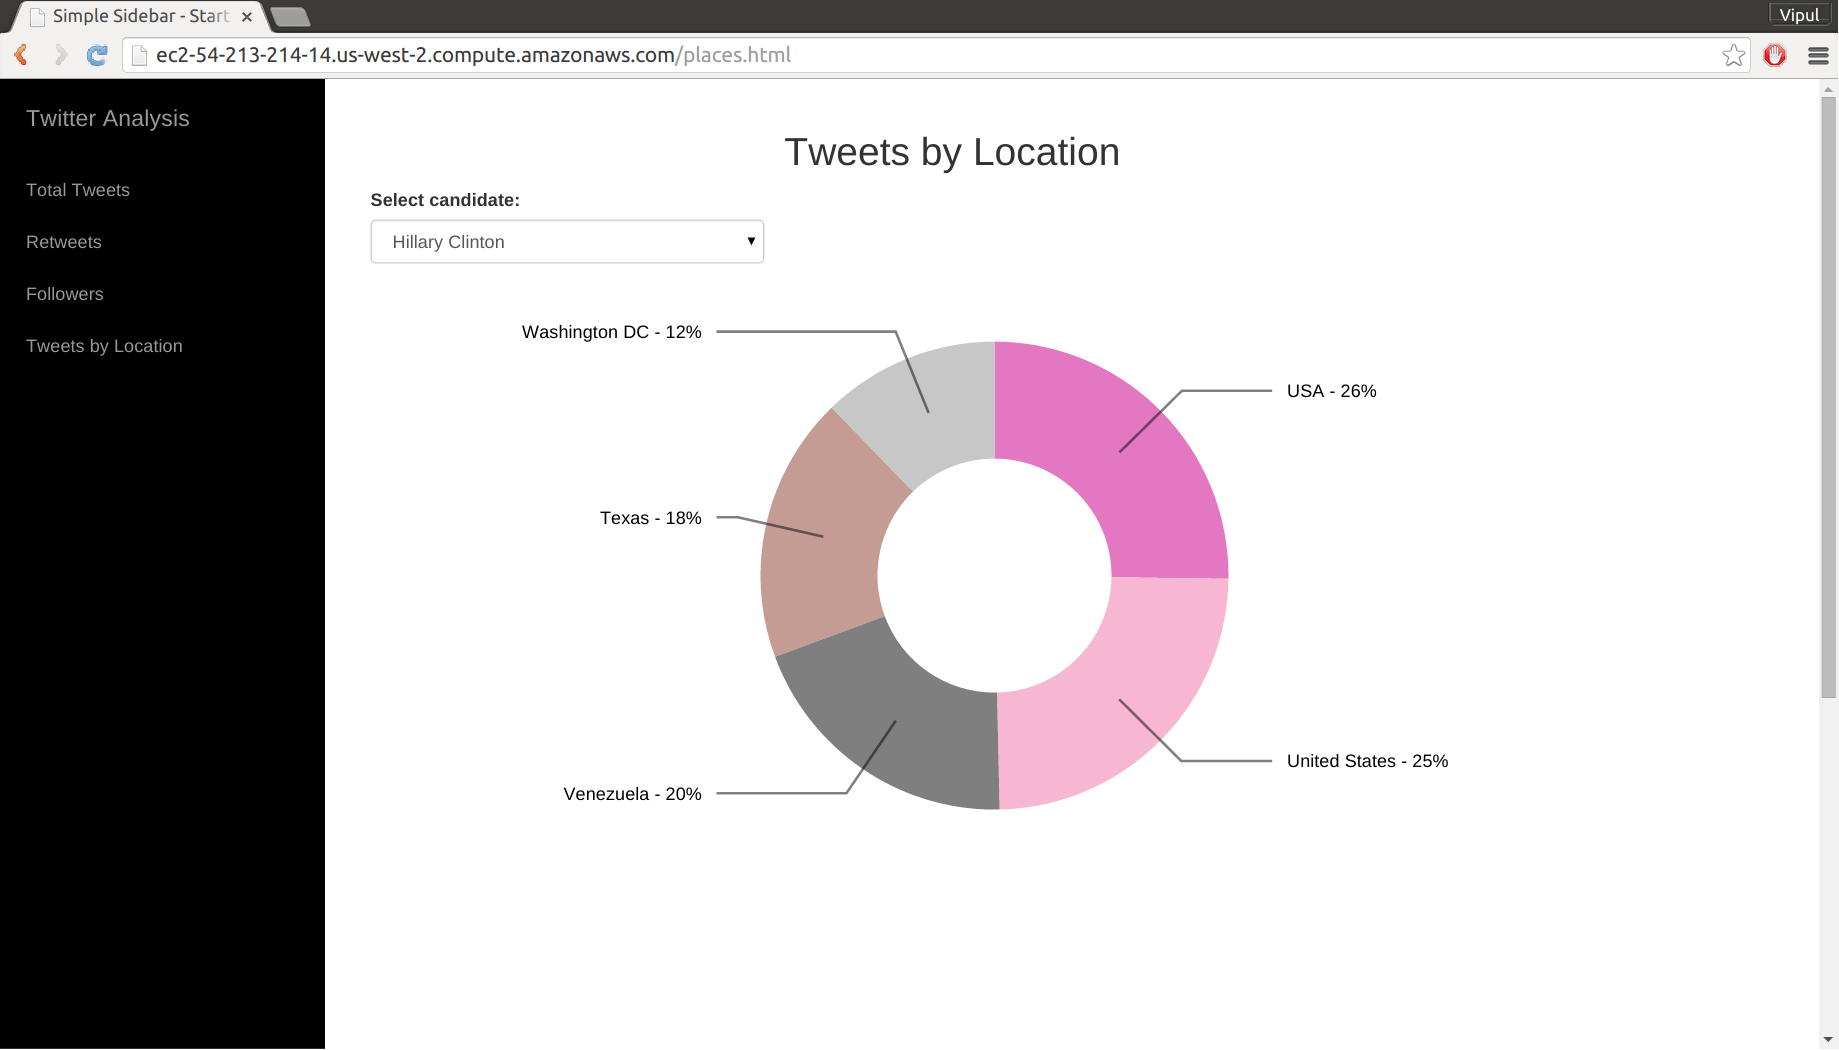 Simple Sidebar - Start
Vipul
ec2-54-213-214-14.us-west-2.compute.amazonaws.com/places.html
Twitter Analysis
Total Tweets
Retweets
Followers
Tweets by Location
Tweets by Location
Select candidate:
Hillary Clinton
Washington DC - 12%
USA - 26%
Texas - 18%
United States - 25%
Venezuela - 20%